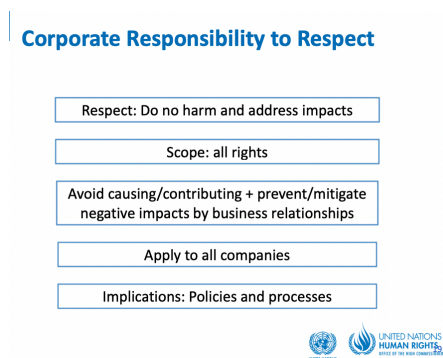 Corporate Responsibility to Respect
Respect: Do no harm and address impacts
Scope: all rights
Avoid causing/contributing + prevent/mitigate
negative impacts by business relationships
Apply to all companies
Implications: Policies and processes
UNITED NATIONS
HUMAN RIGHTS
OFFICE OF THE HIGH COMMISSIONER